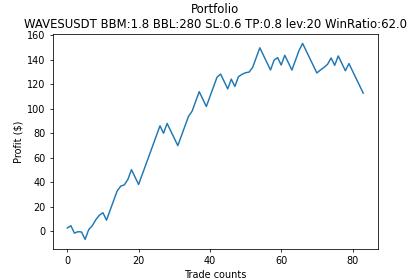 Portfolio
WAVESUSDT BBM:1.8 BBL:280 SL:0.6 TP:0.8 lev:20 WinRatio:62.0
160
140
120
100
80
60
40
20
0
Profit ($)
0 20 40 60 80
Trade counts